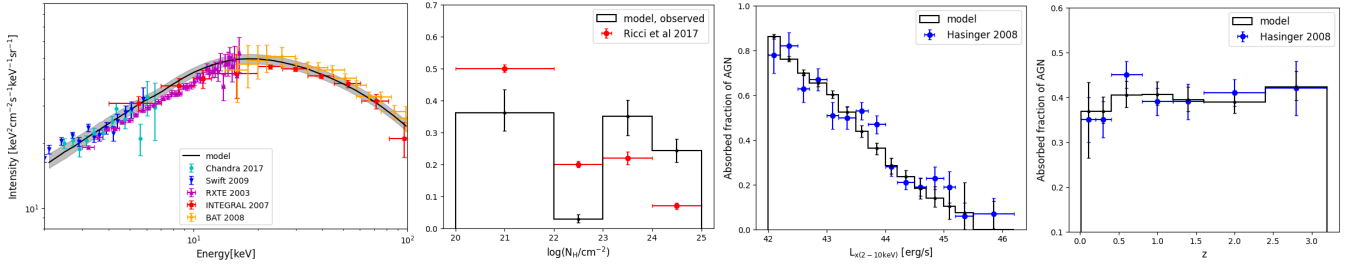 Intensity [keV²cm⁻²s⁻¹keV⁻¹sr⁻¹]
10¹
model
Chandra 2017
Swift 2009
RXTE 2003
INTEGRAL 2007
BAT 2008
10¹ 10²
Energy[keV]
0.7
0.6
0.5
0.4
0.3
0.2
0.1
0.0
model, observed
Ricci et al 2017
20 21 22 23 24 25
log(N_H/cm⁻²)
Absorbed fraction of AGN
1.0
0.8
0.6
0.4
0.2
0.0
model
Hasinger 2008
42 43 44 45 46
L_x(2−10keV) [erg/s]
Absorbed fraction of AGN
0.6
0.5
0.4
0.3
0.2
0.1
0.0
model
Hasinger 2008
0.0 0.5 1.0 1.5 2.0 2.5 3.0
z